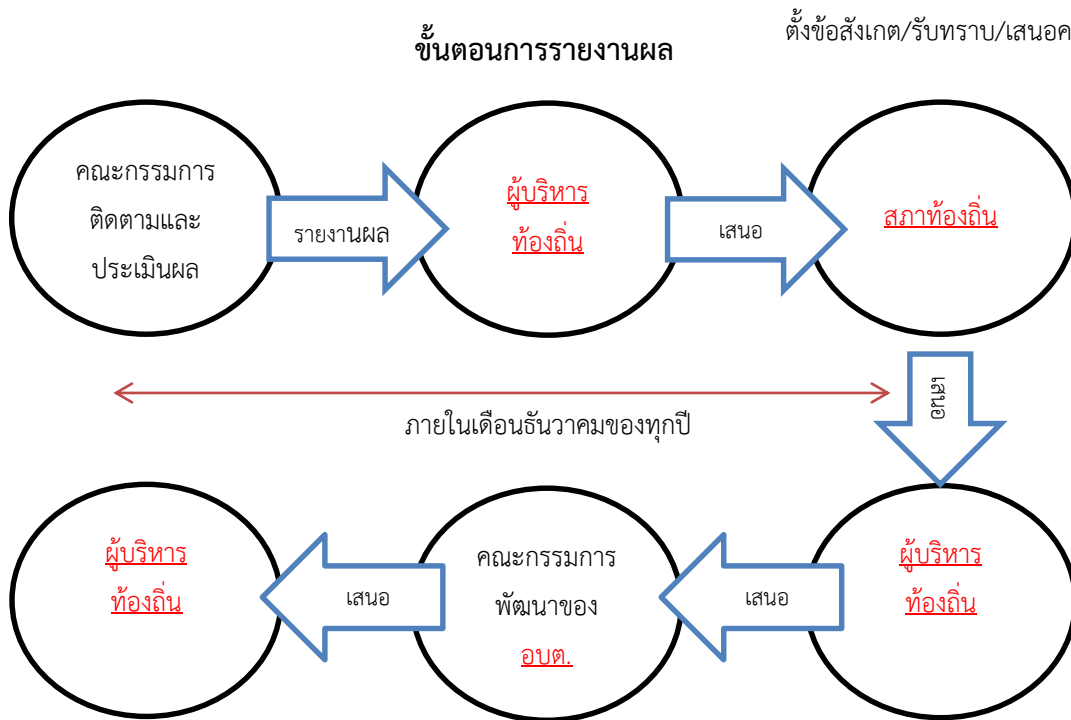 ตั้งข้อสังเกต/รับทราบ/เสนอค
ขั้นตอนการรายงานผล
คณะกรรมการ
ติดตามและ
ประเมินผล
รายงานผล
ผู้บริหาร
ท้องถิ่น
เสนอ
สภาท้องถิ่น
เสนอ
ภายในเดือนธันวาคมของทุกปี
ผู้บริหาร
ท้องถิ่น
เสนอ
คณะกรรมการ
พัฒนาของ
อบต.
เสนอ
ผู้บริหาร
ท้องถิ่น